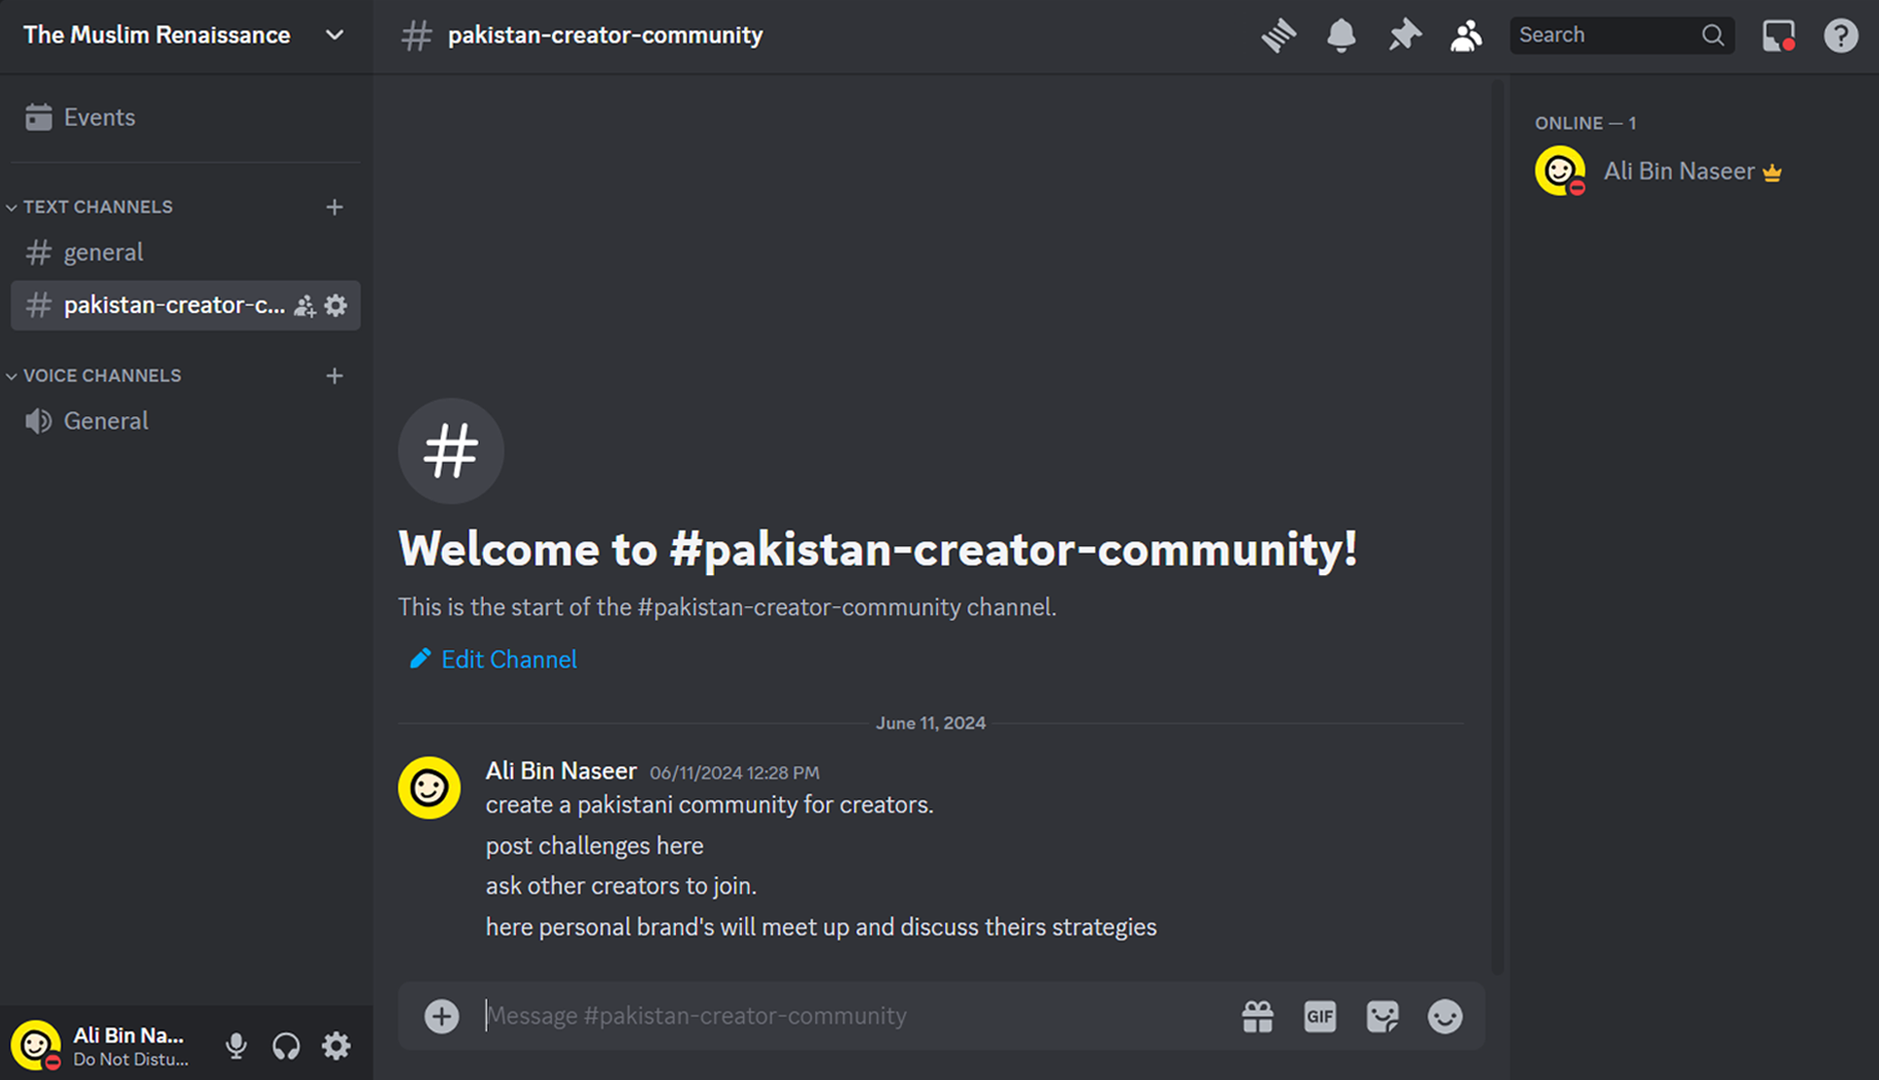 The Muslim Renaissance
Events
TEXT CHANNELS
general
pakistan-creator-c...
VOICE CHANNELS
General
Ali Bin Na...
Do Not Distu...
# pakistan-creator-community
Search
#
Welcome to #pakistan-creator-community!
This is the start of the #pakistan-creator-community channel.
Edit Channel
June 11, 2024
Ali Bin Naseer 06/11/2024 12:28 PM
create a pakistani community for creators.
post challenges here
ask other creators to join.
here personal brand's will meet up and discuss theirs strategies
Message #pakistan-creator-community
GIF
ONLINE — 1
Ali Bin Naseer